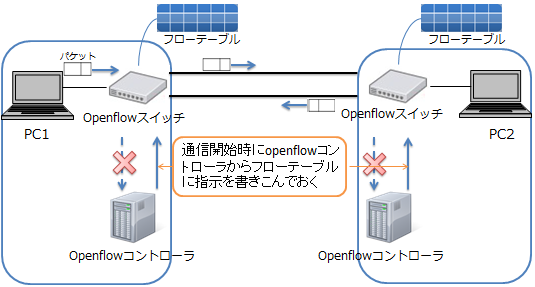 フローテーブル
フローテーブル
パケット
Openflowスイッチ
Openflowスイッチ
PC1
PC2
通信開始時にopenflowコン
トローラからフローテーブル
に指示を書きこんでおく
Openflowコントローラ
Openflowコントローラ